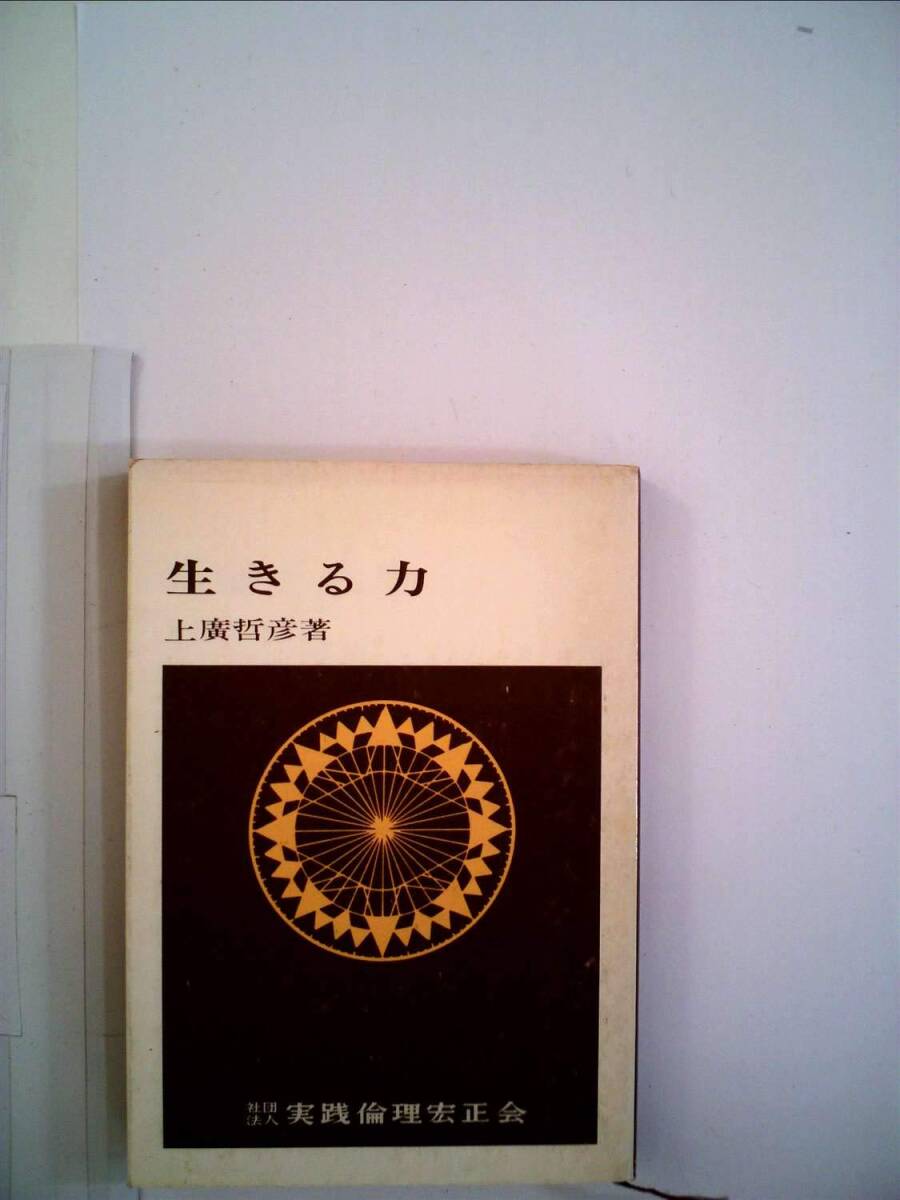 生きる力
上廣哲彦著
社団法人 実践倫理宏正会